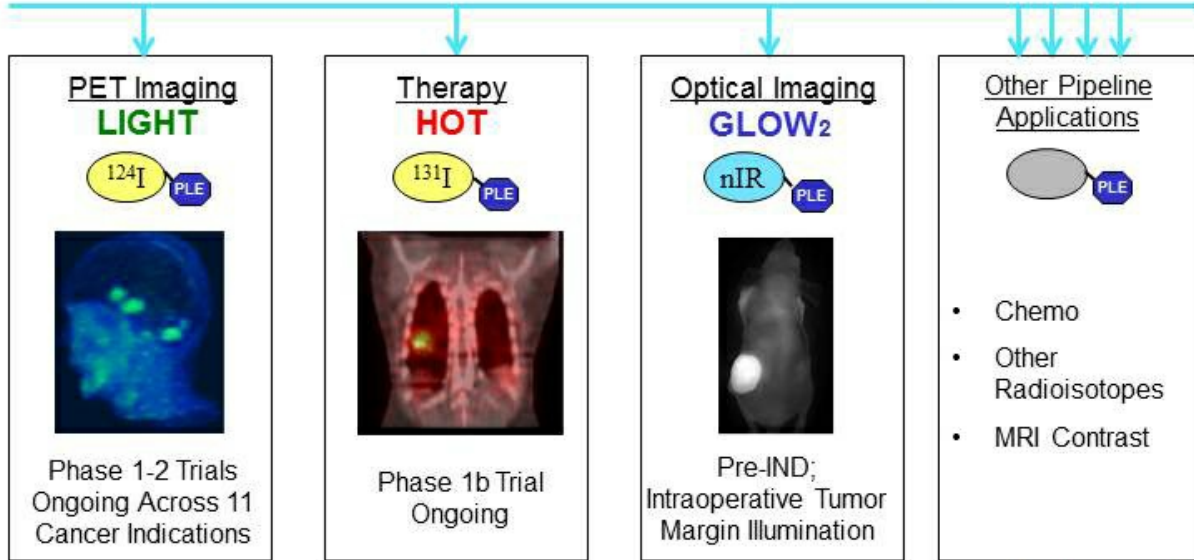 PET Imaging
LIGHT
¹²⁴I
PLE
Phase 1-2 Trials
Ongoing Across 11
Cancer Indications
Therapy
HOT
¹³¹I
PLE
Phase 1b Trial
Ongoing
Optical Imaging
GLOW₂
nIR
PLE
Pre-IND;
Intraoperative Tumor
Margin Illumination
Other Pipeline
Applications
PLE
• Chemo
• Other
Radioisotopes
• MRI Contrast